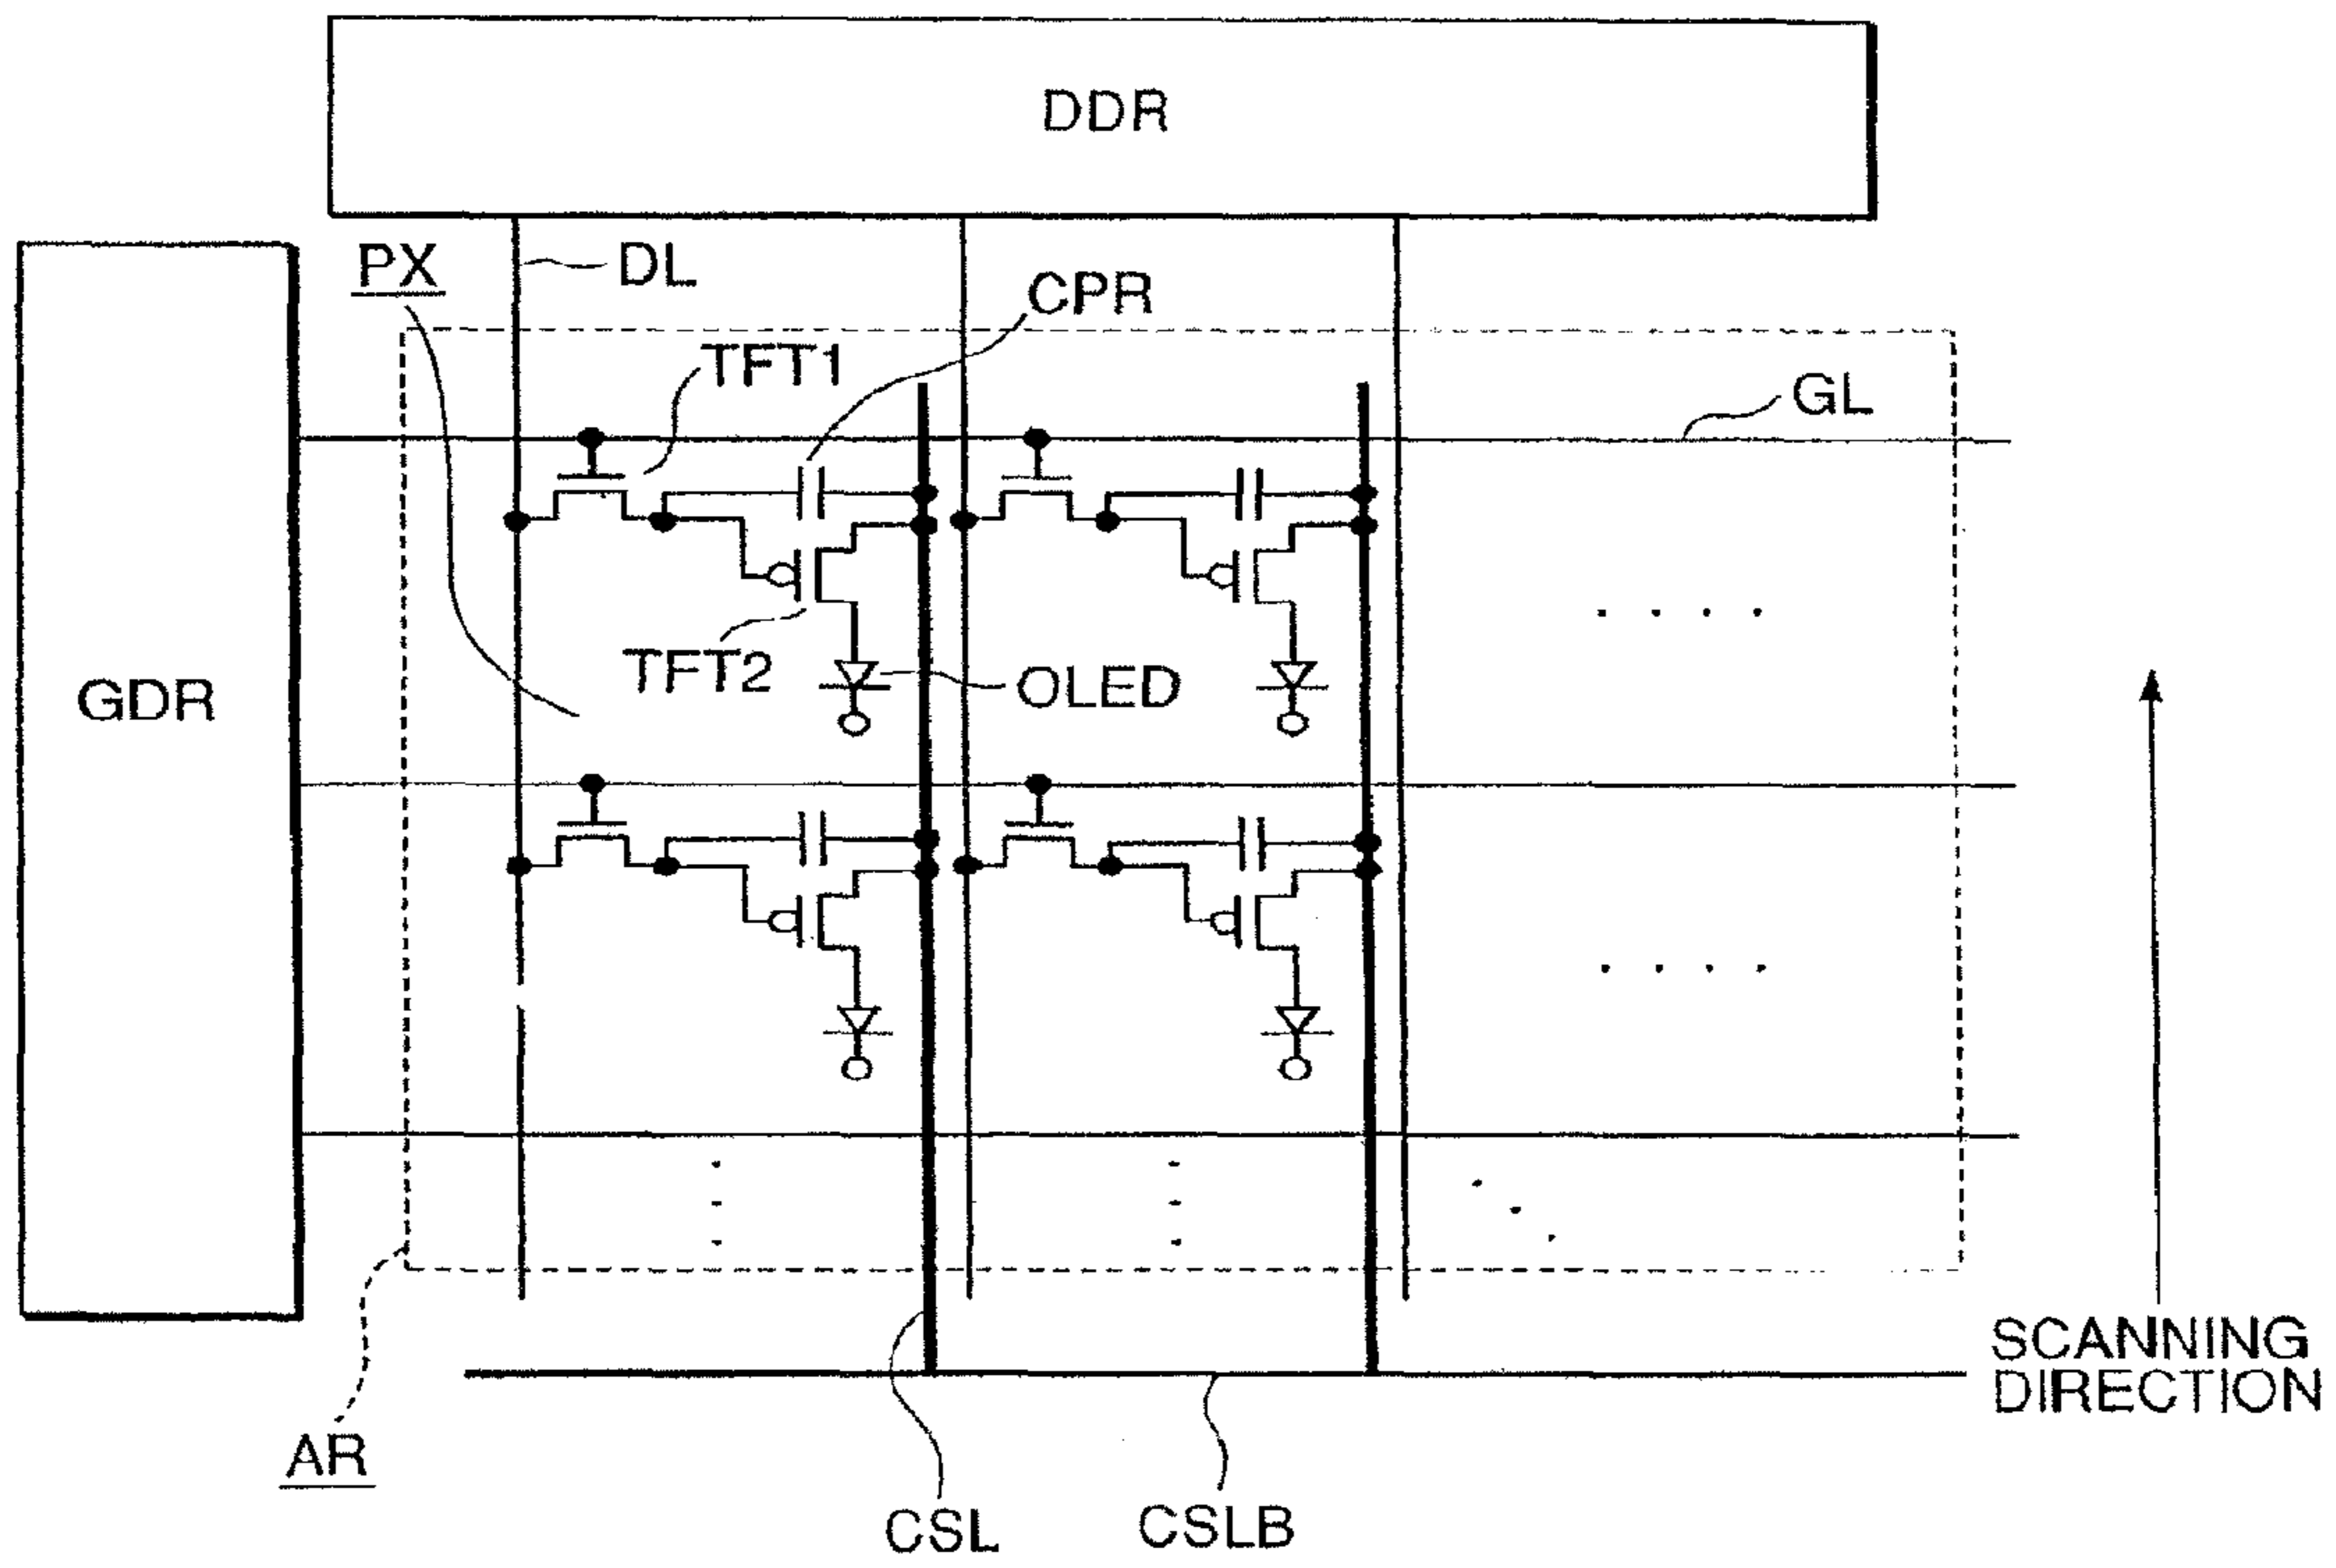 DDR
PX
DL
CPR
TFT1
GL
TFT2
OLED
GDR
SCANNING
DIRECTION
AR
CSL
CSLB